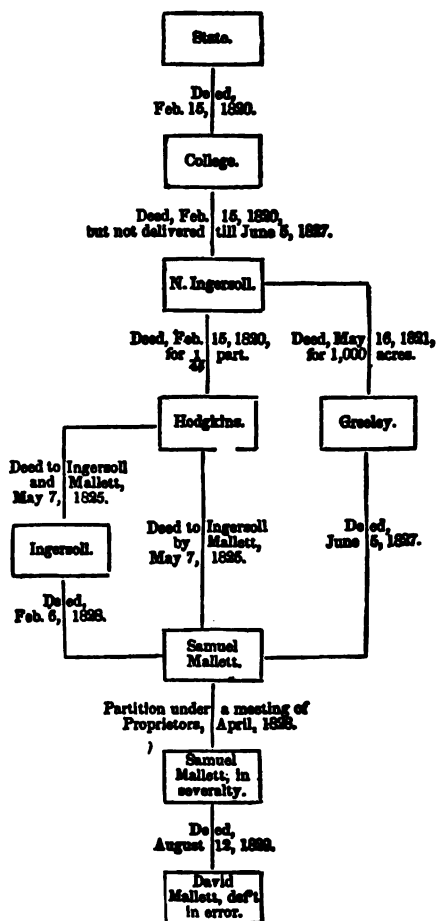 State.
Deed,
Feb. 15, 1820.
College.
Deed, Feb. 15, 1820,
but not delivered till June 5, 1827.
N. Ingersoll.
Deed, Feb. 15, 1820,
for part.
Deed, May 16, 1821,
for 1,000 acres.
Hodgkins.
Greeley.
Deed to Ingersoll
and Mallett,
May 7, 1825.
Deed to Ingersoll
by Mallett,
May 7, 1825.
Deed,
June 5, 1827.
Ingersoll.
Deed,
Feb. 6, 1828.
Samuel
Mallett.
Partition under a meeting of
Proprietors, April, 1828.
)
Samuel
Mallett, in
severalty.
Deed,
August 12, 1829.
David
Mallett, def't
in error.